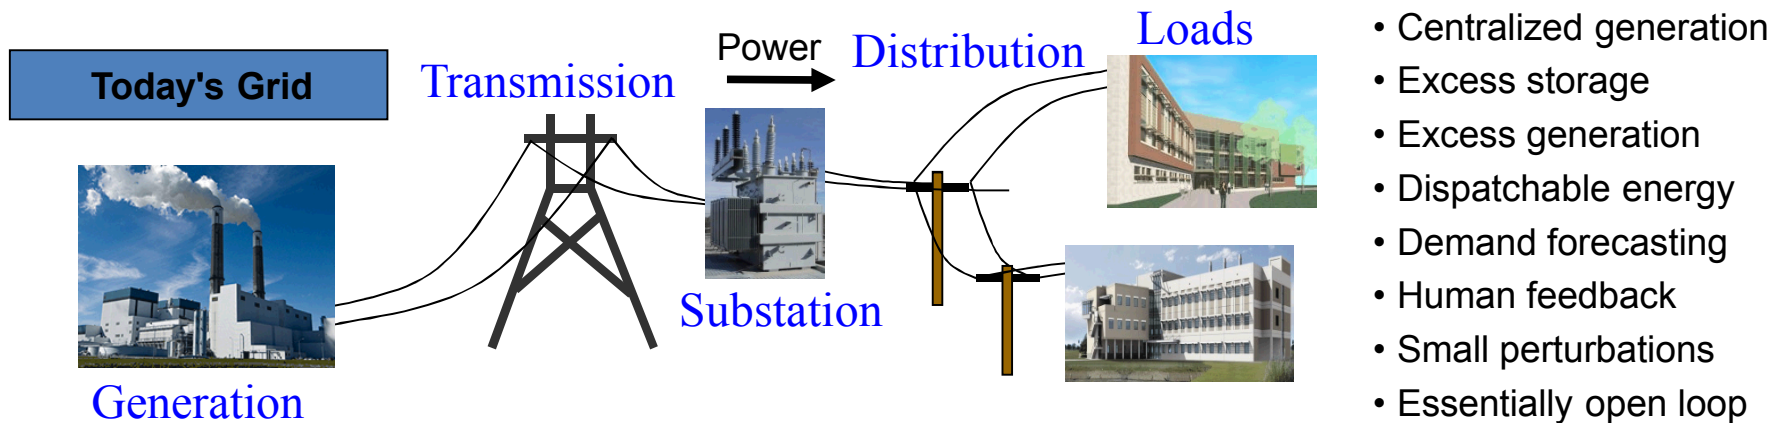 Today's Grid
Generation
Transmission
Power
Substation
Distribution
Loads
• Centralized generation
• Excess storage
• Excess generation
• Dispatchable energy
• Demand forecasting
• Human feedback
• Small perturbations
• Essentially open loop